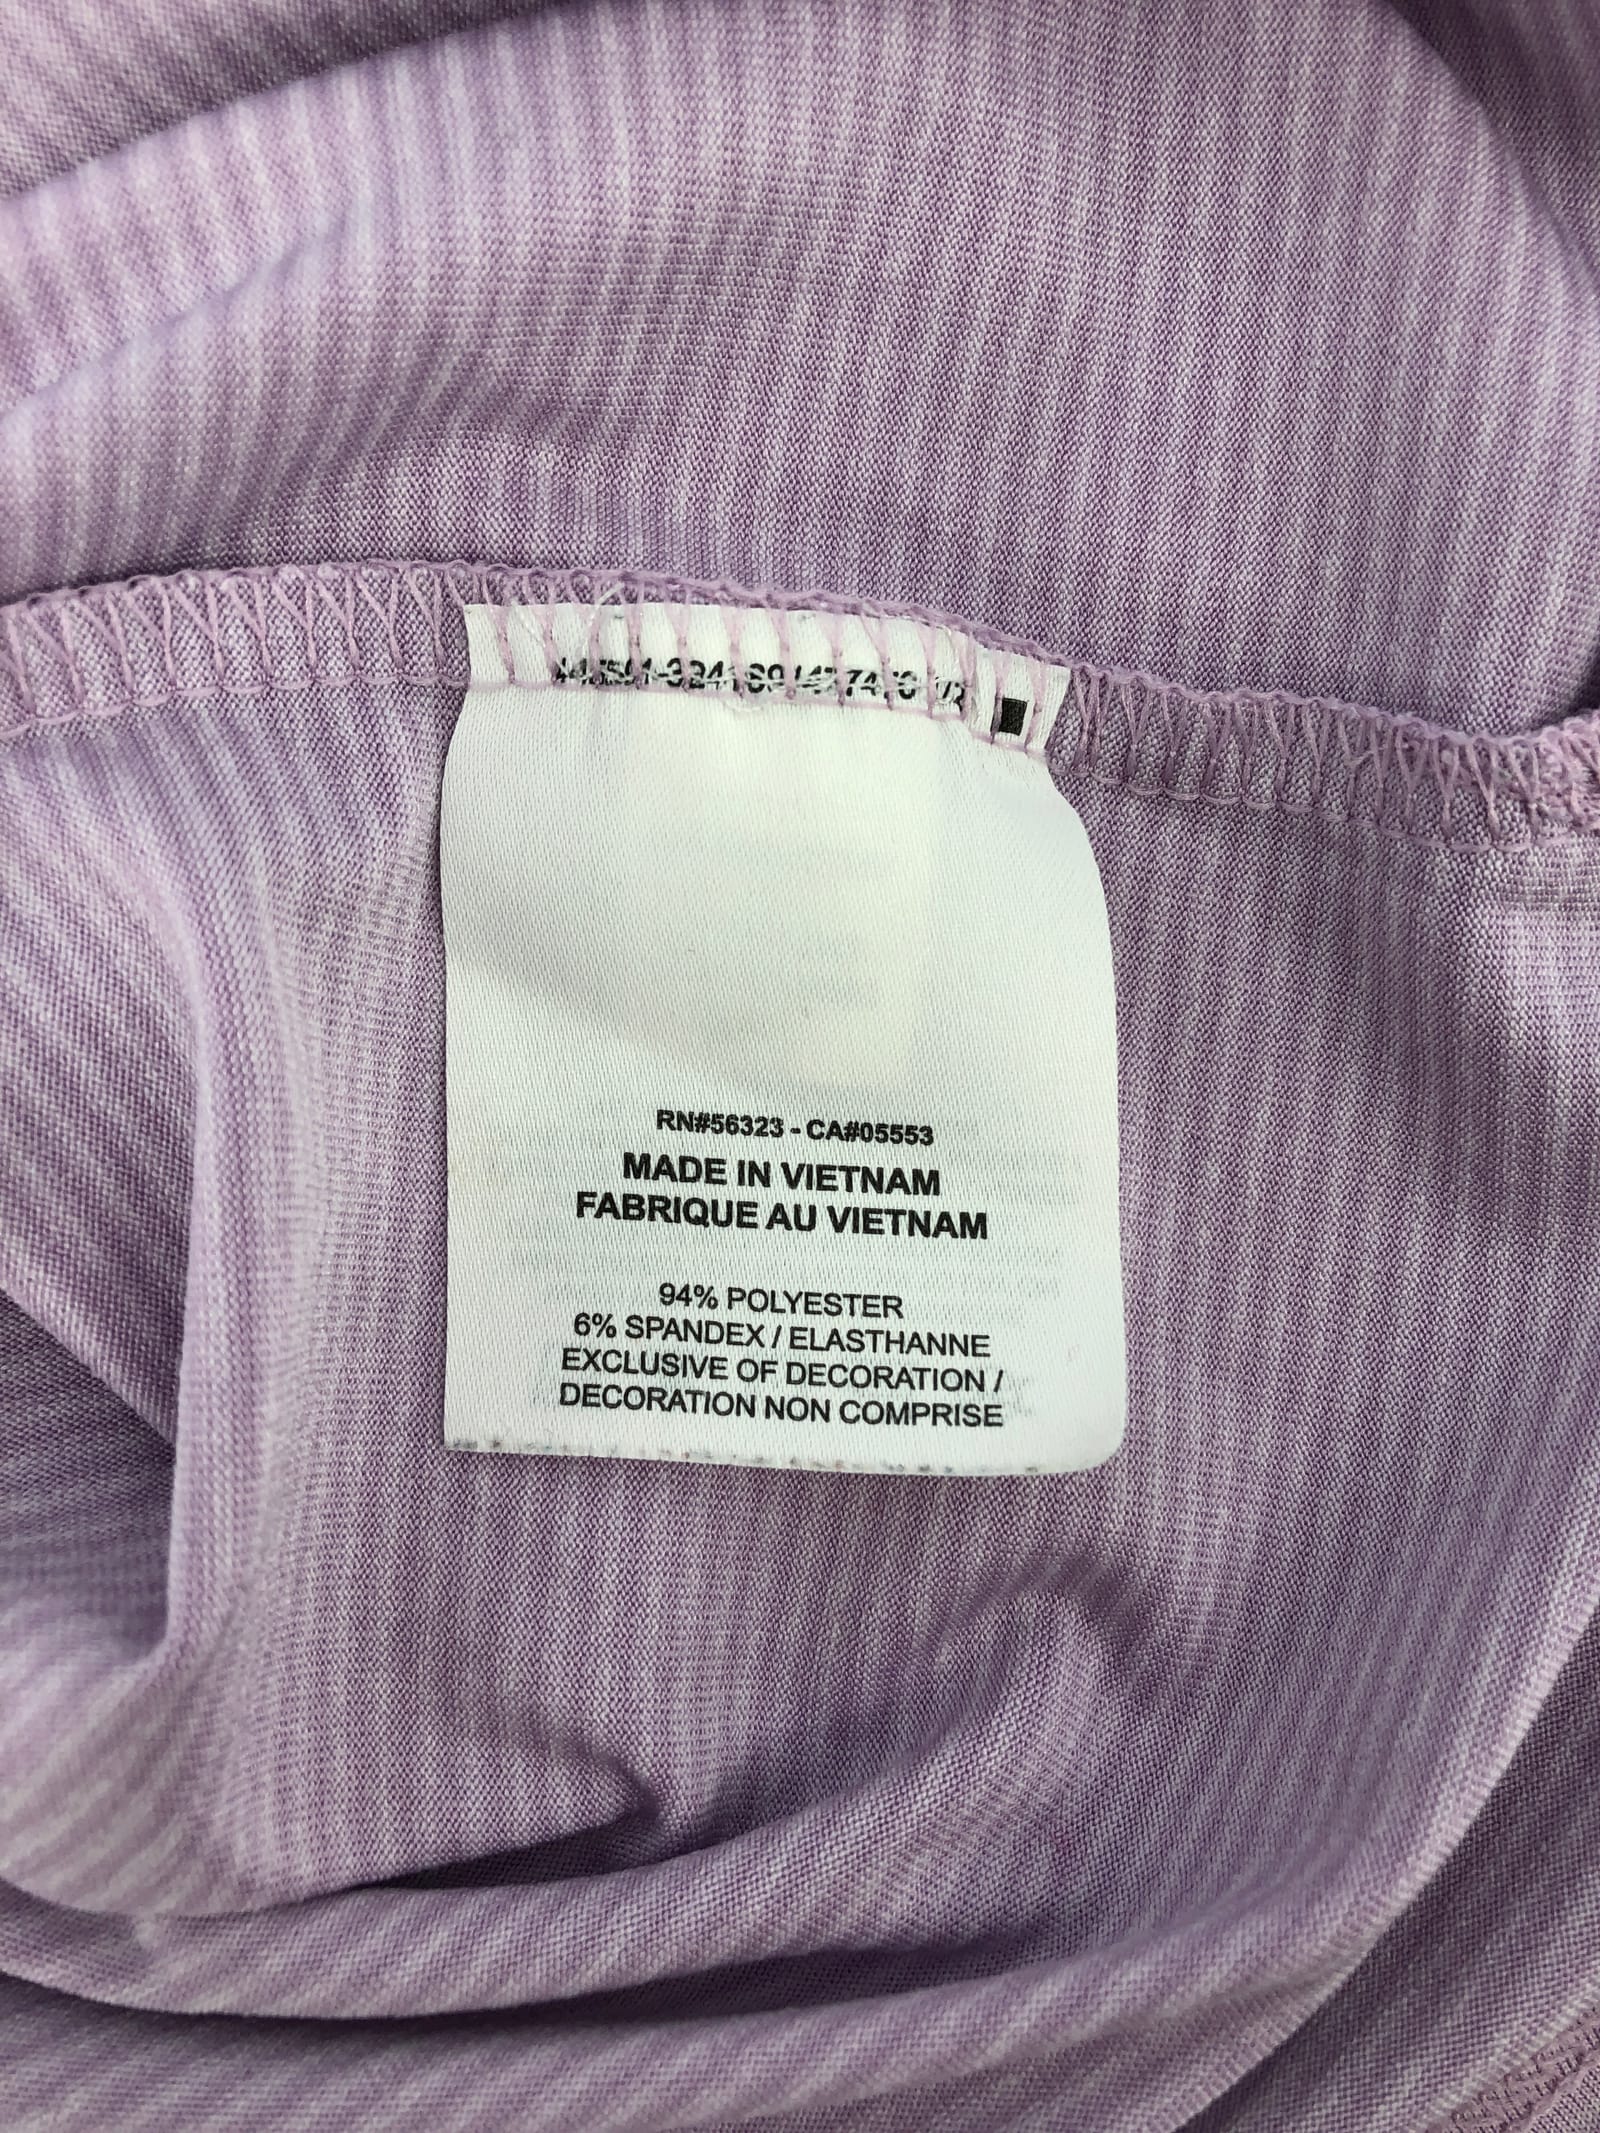 RN#56323 - CA#05553
MADE IN VIETNAM
FABRIQUE AU VIETNAM
94% POLYESTER
6% SPANDEX / ELASTHANNE
EXCLUSIVE OF DECORATION /
DECORATION NON COMPRISE